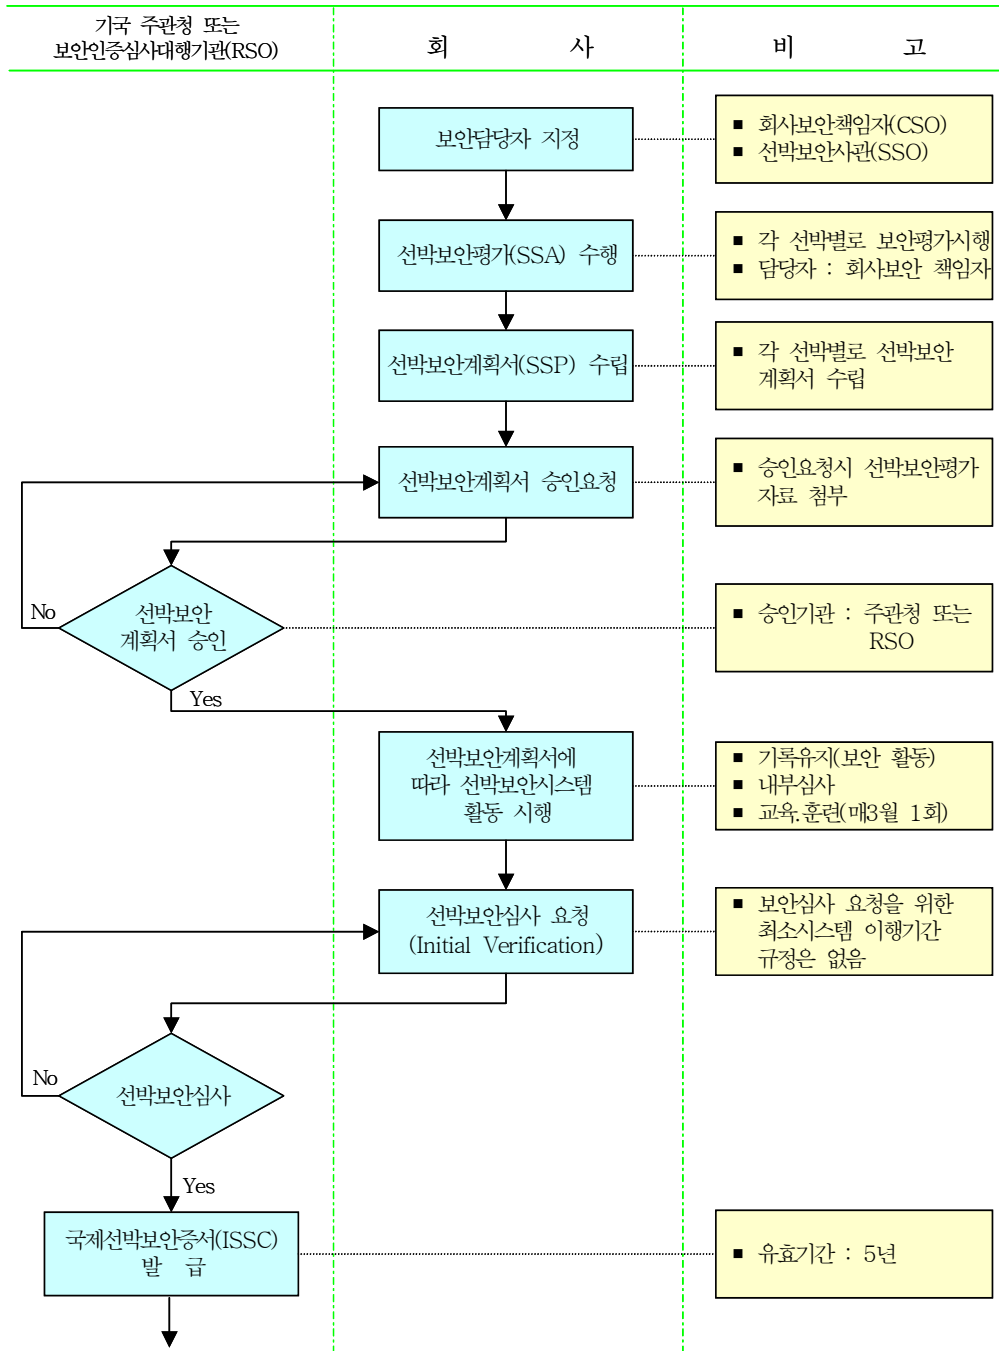 기국 주관청 또는
보안인증심사대행기관(RSO)
회 사
비 고
보안담당자 지정
■ 회사보안책임자(CSO)
■ 선박보안사관(SSO)
선박보안평가(SSA) 수행
■ 각 선박별로 보안평가시행
■ 담당자 : 회사보안 책임자
선박보안계획서(SSP) 수립
■ 각 선박별로 선박보안
계획서 수립
선박보안계획서 승인요청
■ 승인요청시 선박보안평가
자료 첨부
No
선박보안
계획서 승인
■ 승인기관 : 주관청 또는
RSO
Yes
선박보안계획서에
따라 선박보안시스템
활동 시행
■ 기록유지(보안 활동)
■ 내부심사
■ 교육.훈련(매3월 1회)
선박보안심사 요청
(Initial Verification)
■ 보안심사 요청을 위한
최소시스템 이행기간
규정은 없음
No
선박보안심사
Yes
국제선박보안증서(ISSC)
발 급
■ 유효기간 : 5년